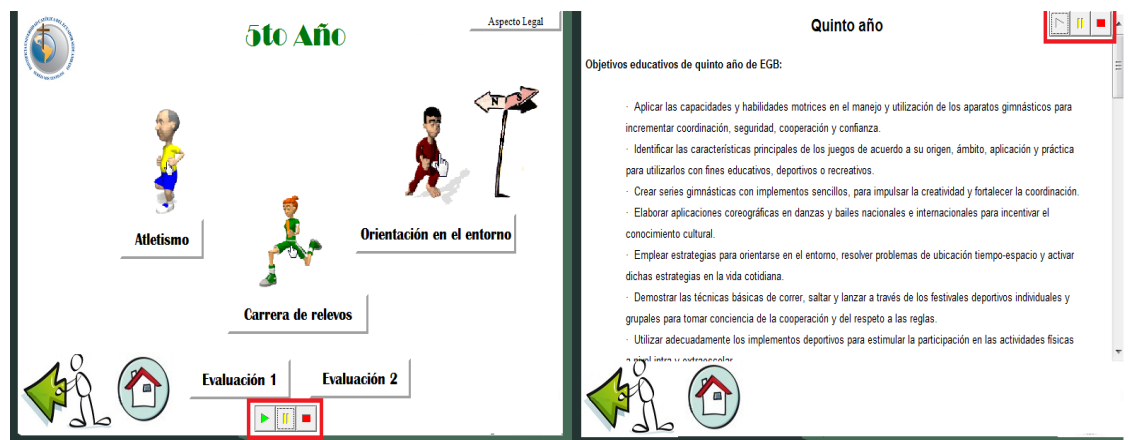 5to Año
Aspecto Legal
N S
Atletismo
Orientación en el entorno
Carrera de relevos
Evaluación 1
Evaluación 2
Quinto año
Objetivos educativos de quinto año de EGB:
· Aplicar las capacidades y habilidades motrices en el manejo y utilización de los aparatos gimnásticos para
incrementar coordinación, seguridad, cooperación y confianza.
· Identificar las características principales de los juegos de acuerdo a su origen, ámbito, aplicación y práctica
para utilizarlos con fines educativos, deportivos o recreativos.
· Crear series gimnásticas con implementos sencillos, para impulsar la creatividad y fortalecer la coordinación.
· Elaborar aplicaciones coreográficas en danzas y bailes nacionales e internacionales para incentivar el
conocimiento cultural.
· Emplear estrategias para orientarse en el entorno, resolver problemas de ubicación tiempo-espacio y activar
dichas estrategias en la vida cotidiana.
· Demostrar las técnicas básicas de correr, saltar y lanzar a través de los festivales deportivos individuales y
grupales para tomar conciencia de la cooperación y del respeto a las reglas.
· Utilizar adecuadamente los implementos deportivos para estimular la participación en las actividades físicas
a nivel intra y extraescolar